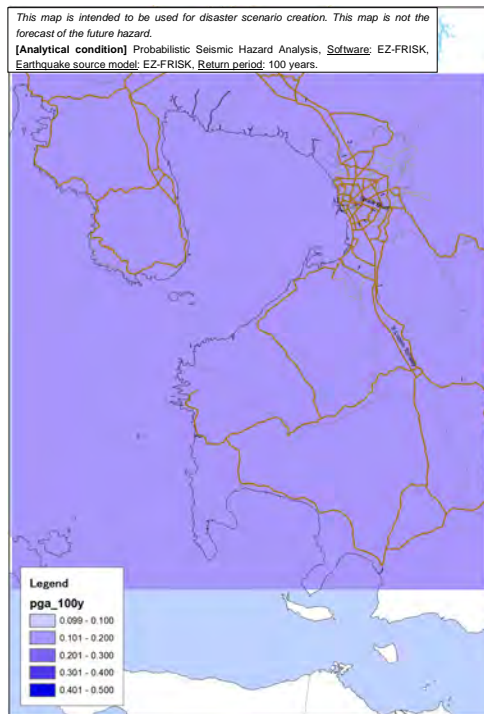 This map is intended to be used for disaster scenario creation. This map is not the
forecast of the future hazard.
[Analytical condition] Probabilistic Seismic Hazard Analysis, Software: EZ-FRISK,
Earthquake source model: EZ-FRISK, Return period: 100 years.
Legend
pga_100y
0.099 - 0.100
0.101 - 0.200
0.201 - 0.300
0.301 - 0.400
0.401 - 0.500